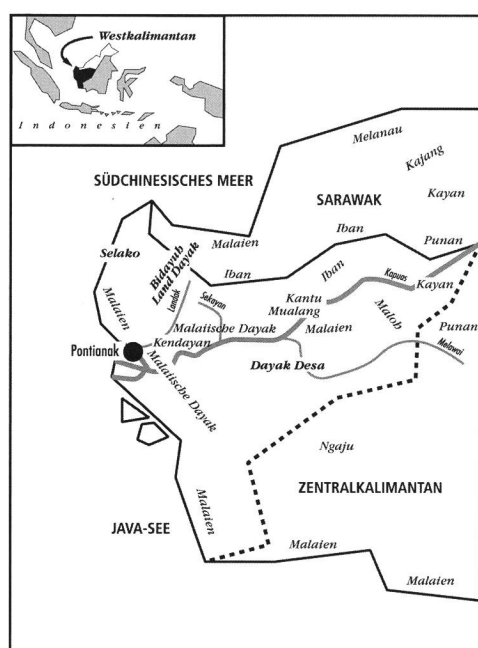 Westkalimantan
Indonesien
Melanau
Kajang
SÜDCHINESISCHES MEER
SARAWAK
Kayan
Iban
Punan
Malaien
Selako
Bidayuh
Land Dayak
Iban
Iban
Kapuas
Kayan
Landak
Sekayan
Kantu
Mualang
Malaien
Malaiische Dayak
Malaien
Maloh
Punan
Pontianak
Kendayan
Melawai
Malaiische Dayak
Dayak Desa
Ngaju
ZENTRALKALIMANTAN
Malaien
JAVA-SEE
Malaien
Malaien